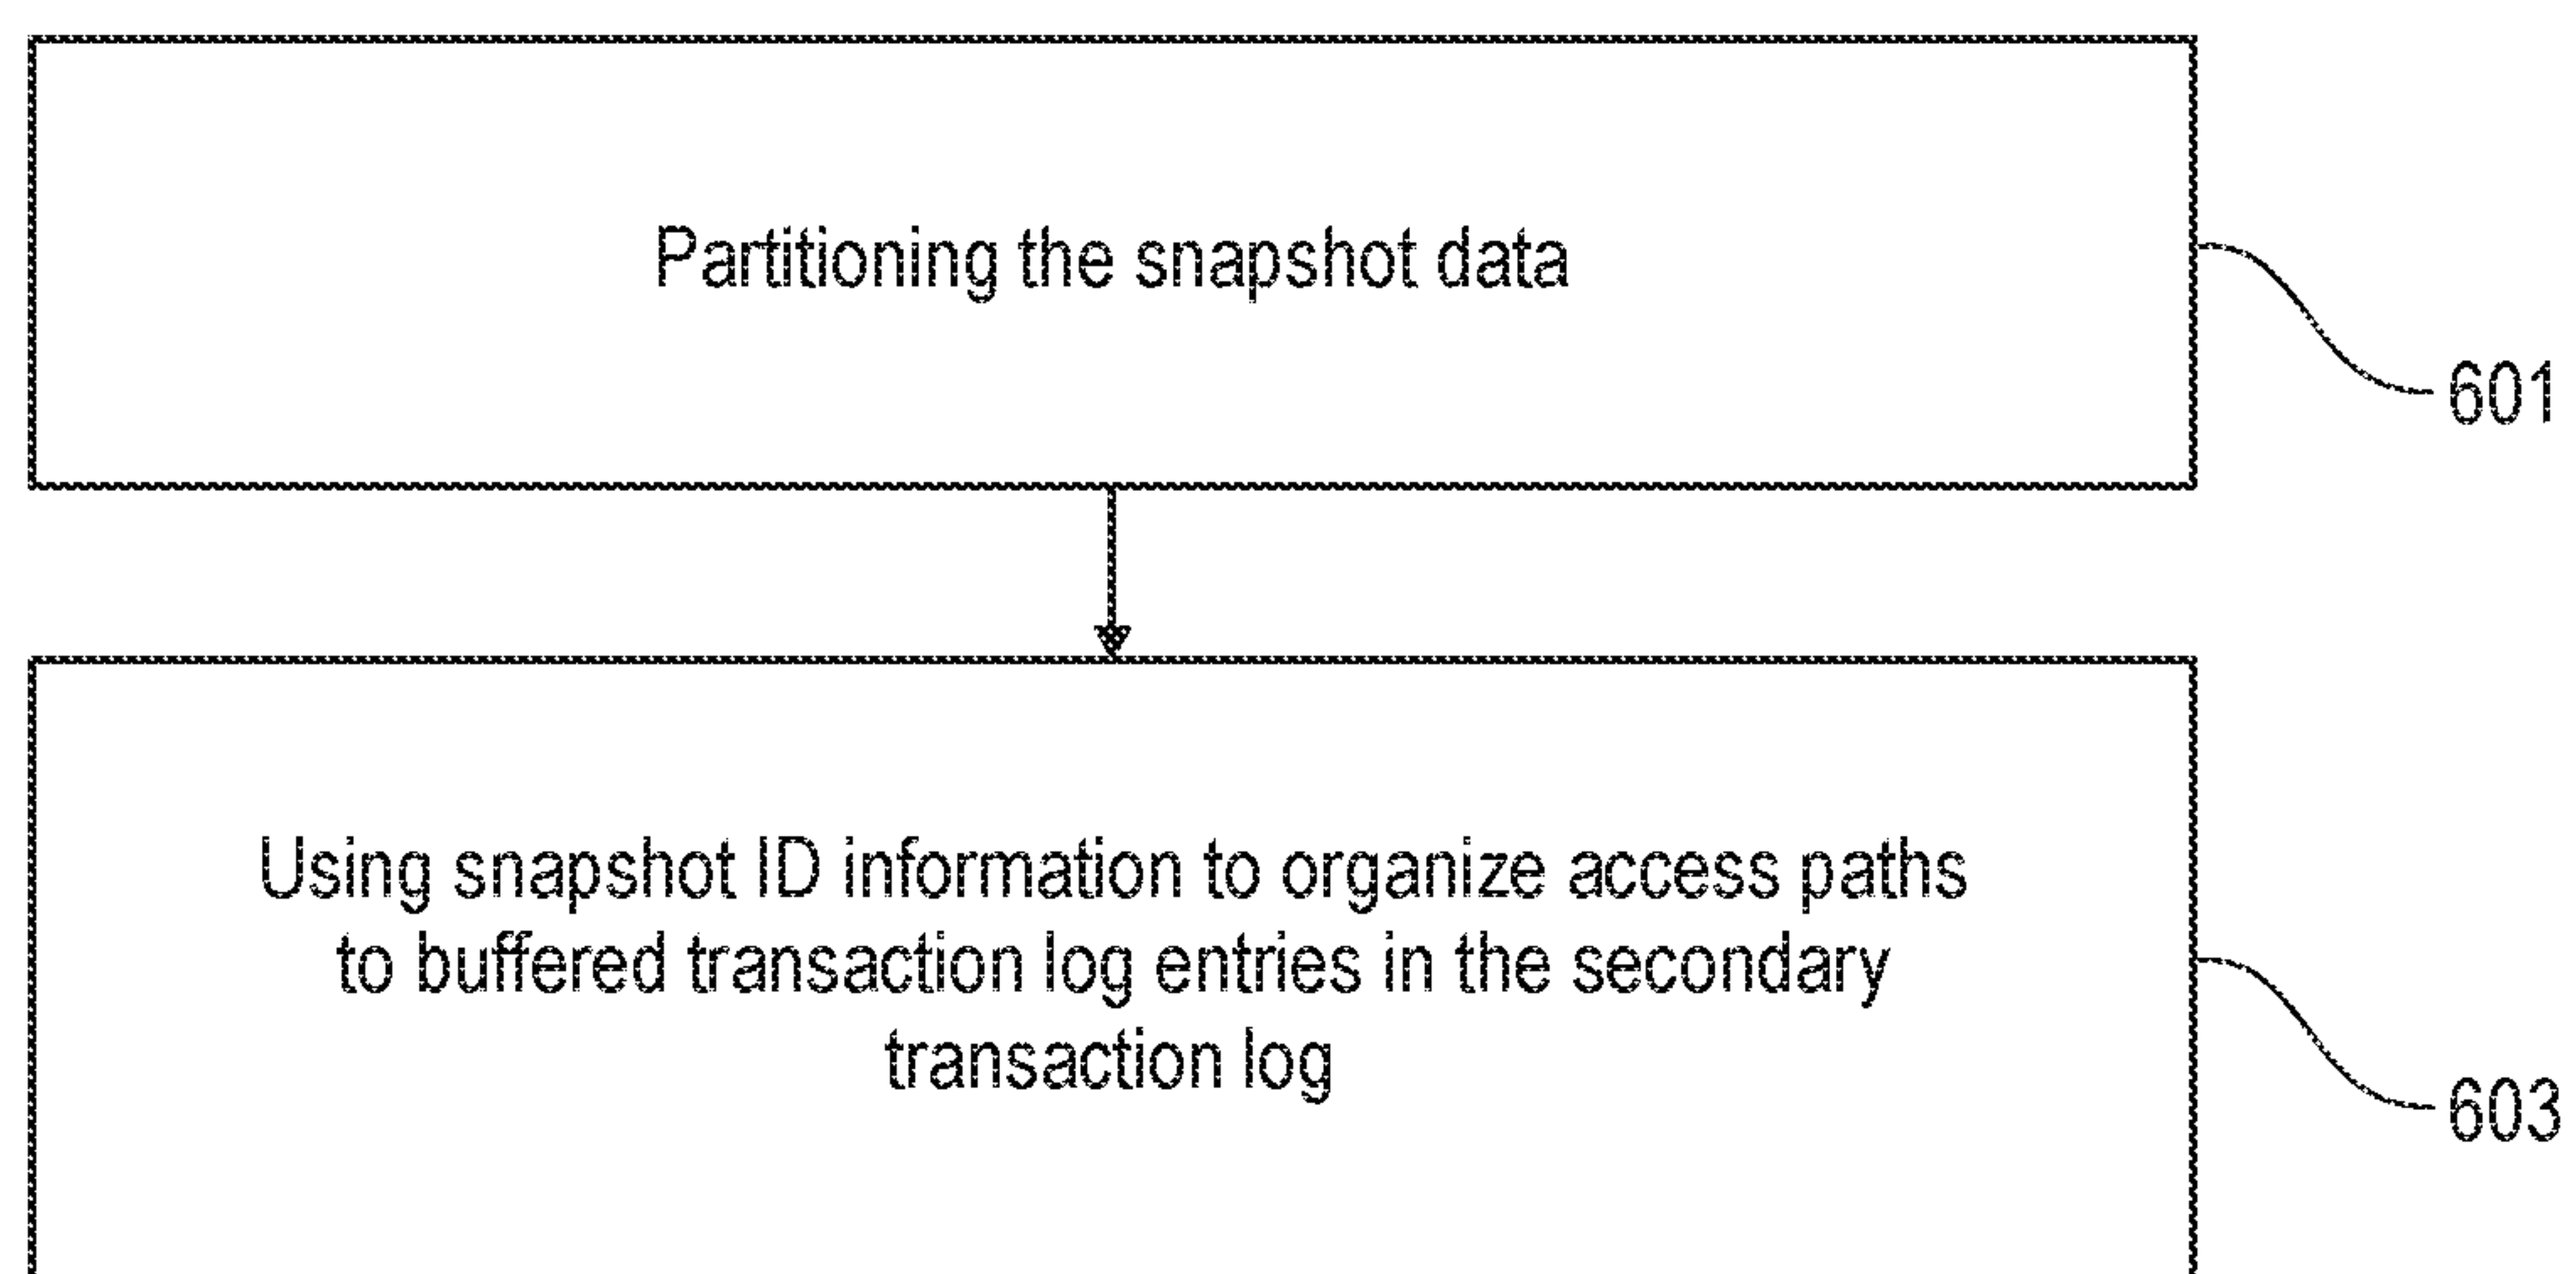 Partitioning the snapshot data
601
Using snapshot ID information to organize access paths
to buffered transaction log entries in the secondary
transaction log
603